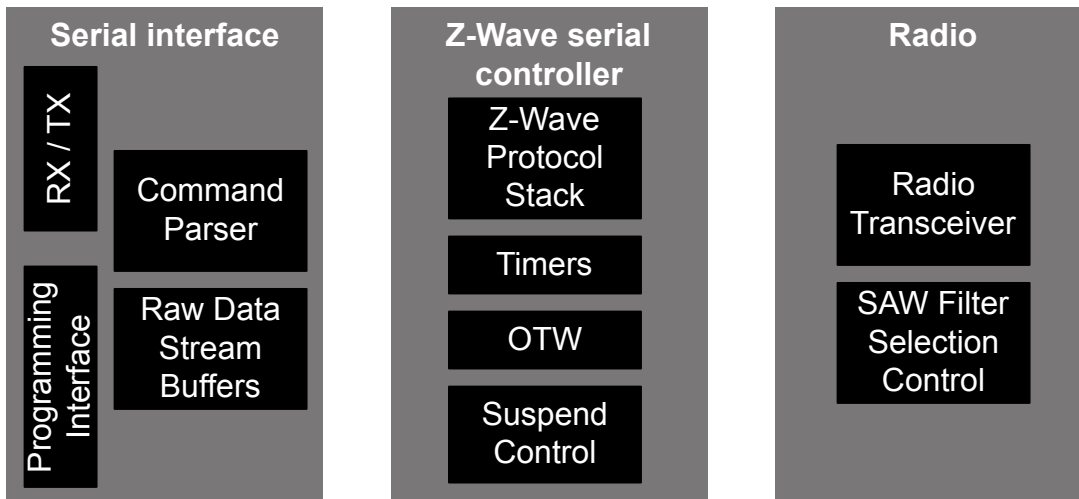 Serial interface
RX / TX
Command
Parser
Programming
Interface
Raw Data
Stream
Buffers
Z-Wave serial
controller
Z-Wave
Protocol
Stack
Timers
OTW
Suspend
Control
Radio
Radio
Transceiver
SAW Filter
Selection
Control